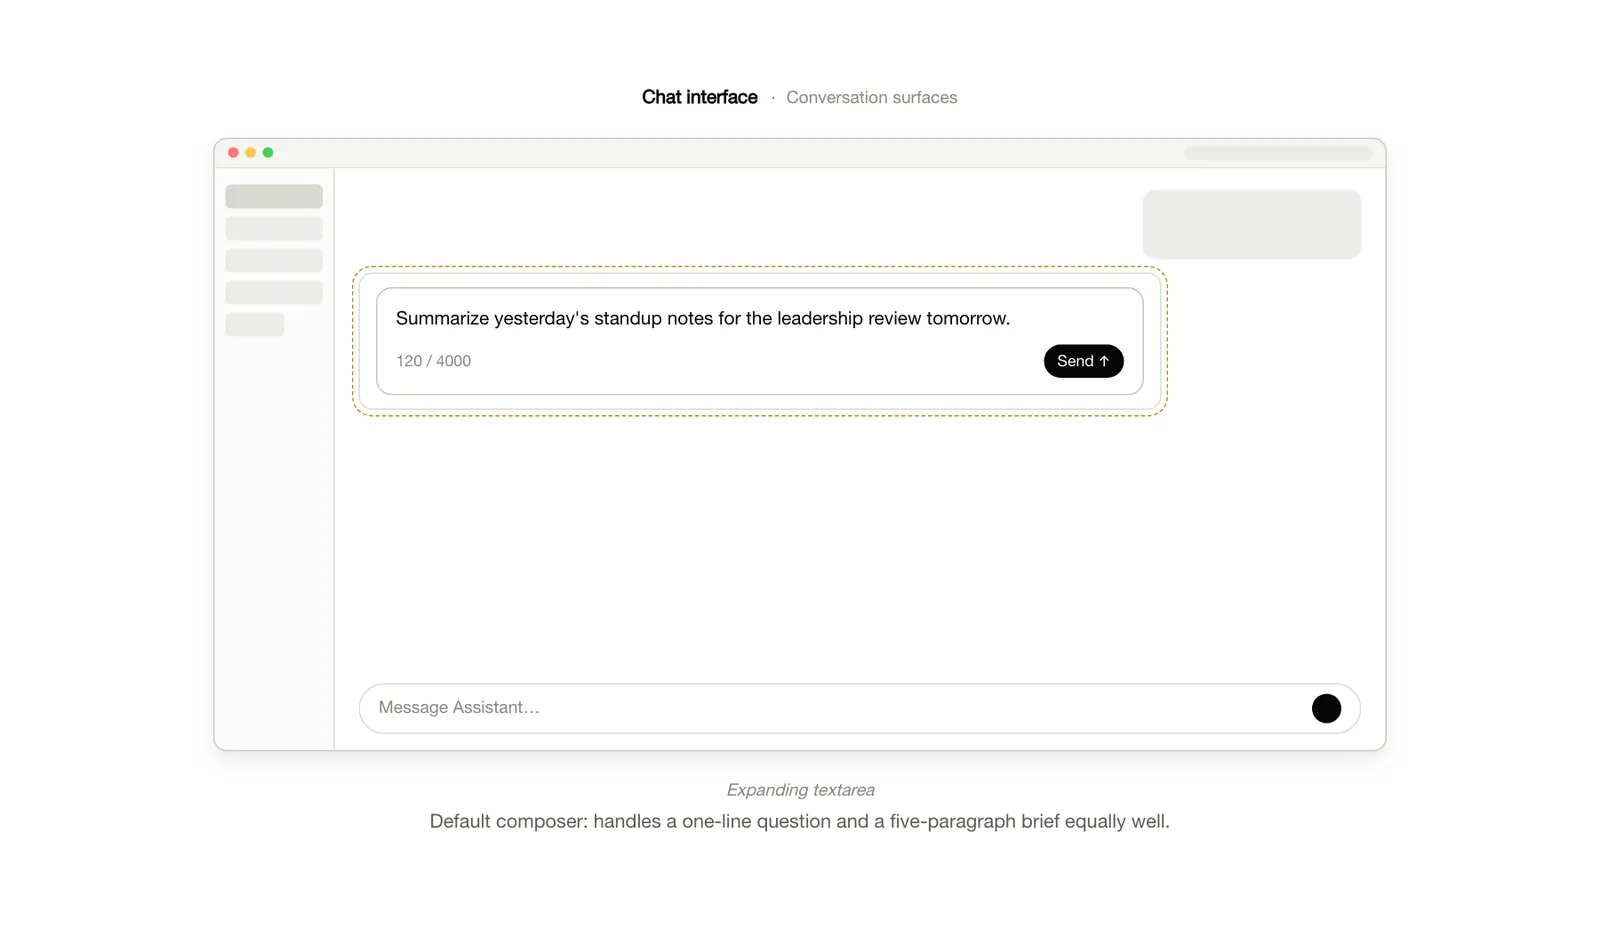 Chat interface · Conversation surfaces
Summarize yesterday's standup notes for the leadership review tomorrow.
120 / 4000
Send ↑
Message Assistant…
Expanding textarea
Default composer: handles a one-line question and a five-paragraph brief equally well.